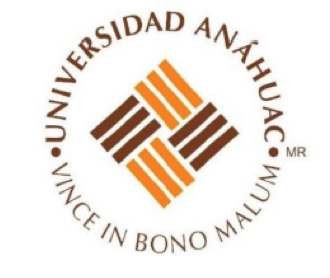 •UNIVERSIDAD ANÁHUAC•
VINCE IN BONO MALUM
MR